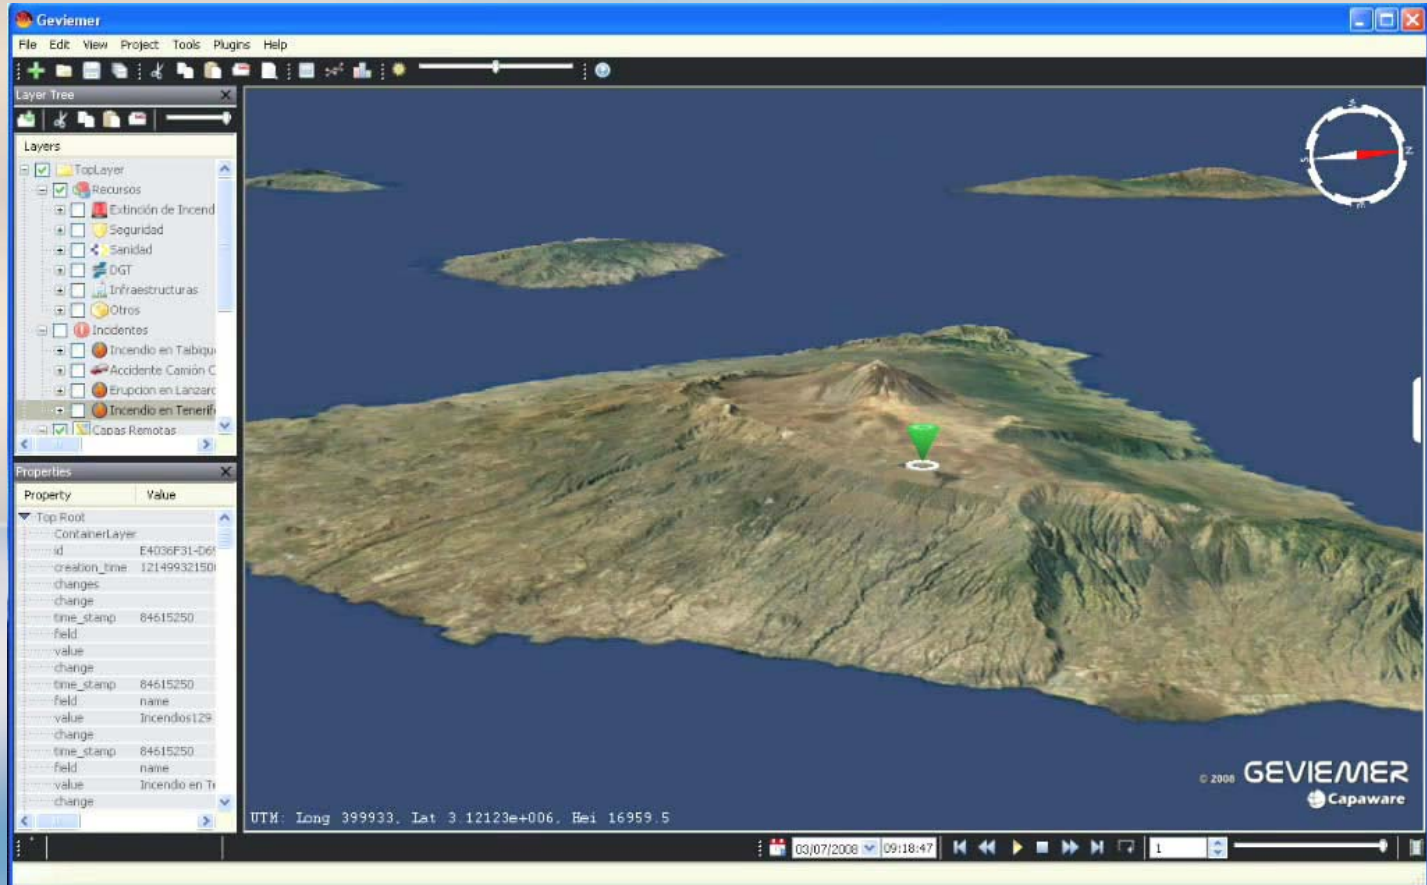 Geviemer
File Edit View Project Tools Plugins Help
Layer Tree
Layers
TopLayer
Recursos
Extinción de Incend
Seguridad
Sanidad
DGT
Infraestructuras
Otros
Incidentes
Incendio en Taibiqu
Accidente Camión C
Erupcion en Lanzarc
Incendio en Tenerif
Capas Remotas
Properties
Property Value
Top Root
ContainerLayer
id E4036F31-D6
creation_time 12149932150
changes
change
time_stamp 84615250
field
value
change
time_stamp 84615250
field name
value Incendios129
change
time_stamp 84615250
field name
value Incendio en Te
change
S N
UTM: Long 399933, Lat 3.12123e+006, Hei 16959.5
© 2008 GEVIEMER
Capaware
03/07/2008 09:18:47 1